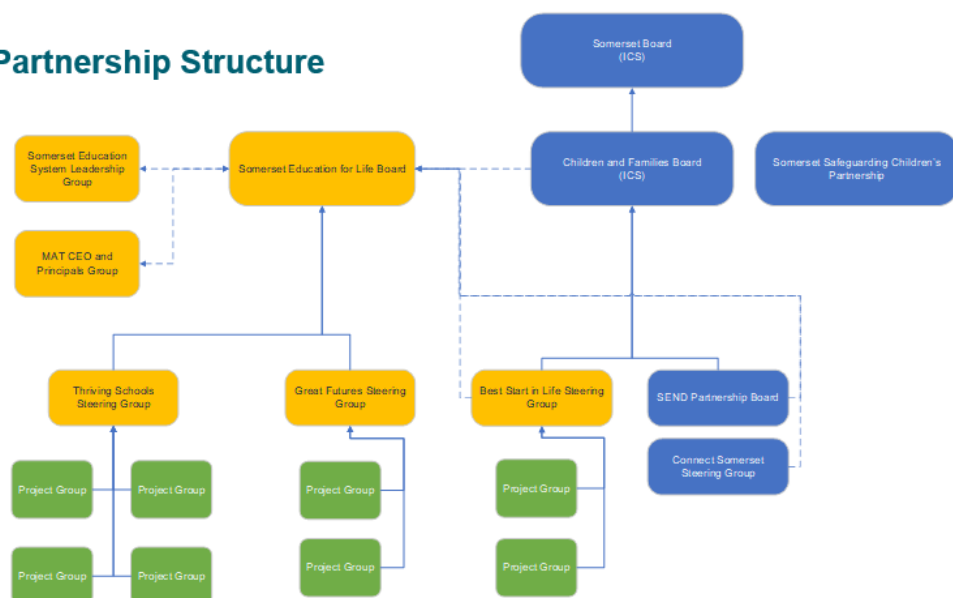 Partnership Structure
Somerset Board
(ICS)
Somerset Education
System Leadership
Group
Somerset Education for Life Board
Children and Families Board
(ICS)
Somerset Safeguarding Children's
Partnership
MAT CEO and
Principals Group
Thriving Schools
Steering Group
Great Futures Steering
Group
Best Start in Life Steering
Group
SEND Partnership Board
Connect Somerset
Steering Group
Project Group
Project Group
Project Group
Project Group
Project Group
Project Group
Project Group
Project Group